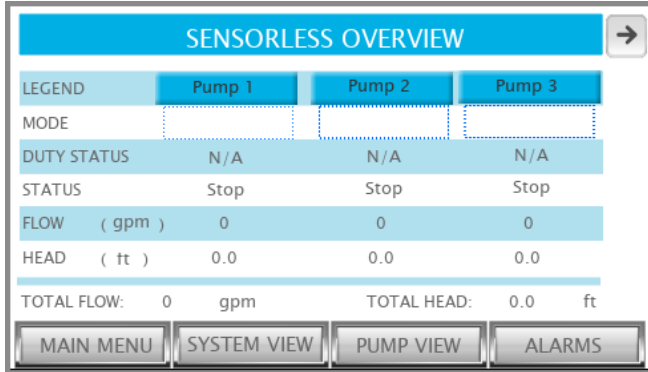 SENSORLESS OVERVIEW
LEGEND Pump 1 Pump 2 Pump 3
MODE
DUTY STATUS N/A N/A N/A
STATUS Stop Stop Stop
FLOW ( gpm ) 0 0 0
HEAD ( ft ) 0.0 0.0 0.0
TOTAL FLOW: 0 gpm TOTAL HEAD: 0.0 ft
MAIN MENU SYSTEM VIEW PUMP VIEW ALARMS